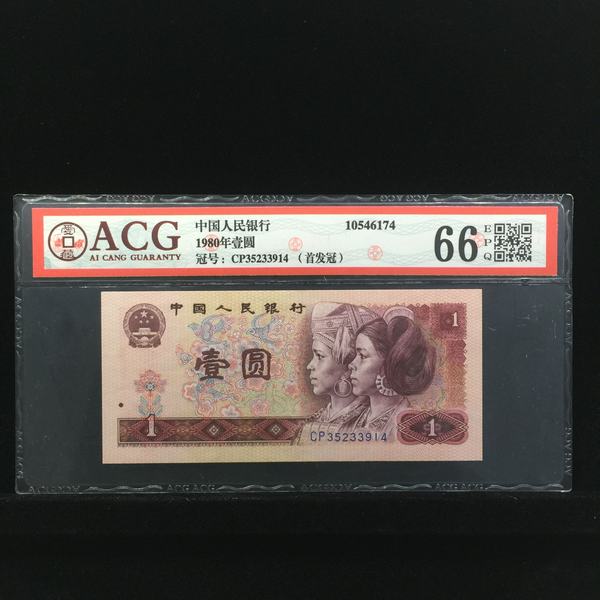 ACG
AI CANG GUARANTY
中国人民银行
1980年壹圆
冠号：CP35233914 （首发冠）
10546174
66
EPQ
中国人民银行
1
壹圆
1
CP35233914
1